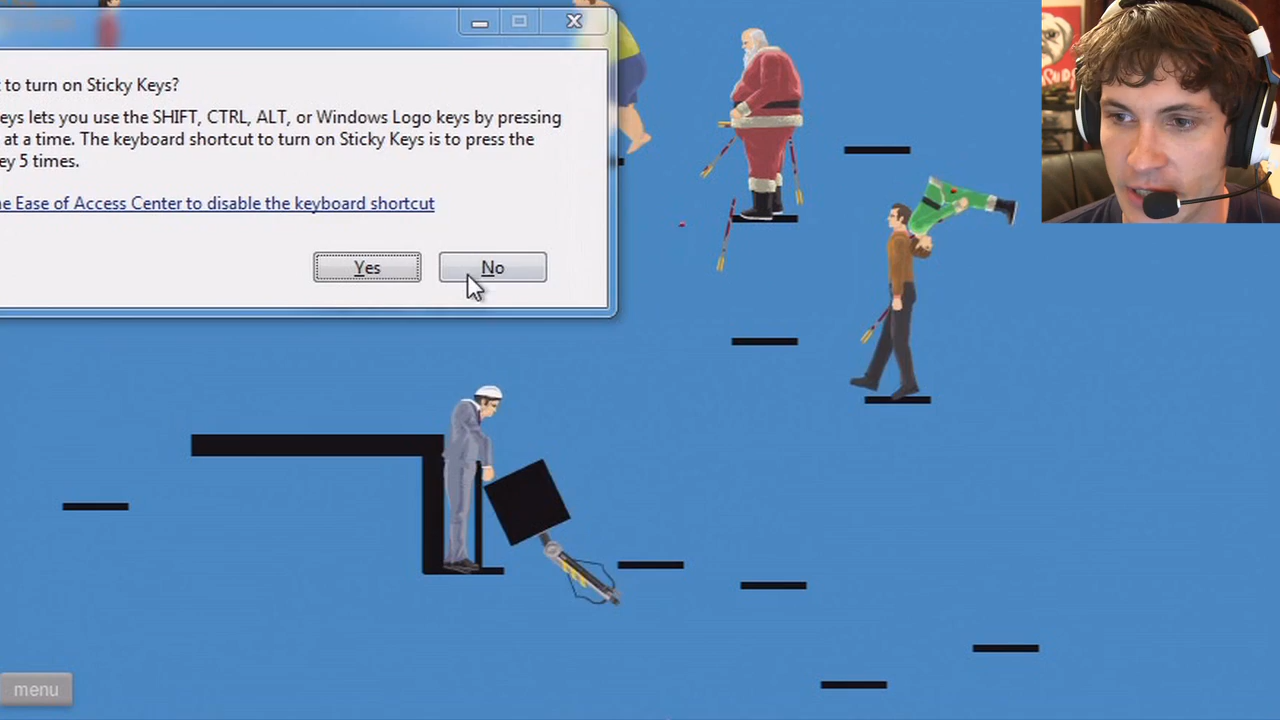 to turn on Sticky Keys?
eys lets you use the SHIFT, CTRL, ALT, or Windows Logo keys by pressing
at a time. The keyboard shortcut to turn on Sticky Keys is to press the
ey 5 times.
he Ease of Access Center to disable the keyboard shortcut
Yes
No
menu